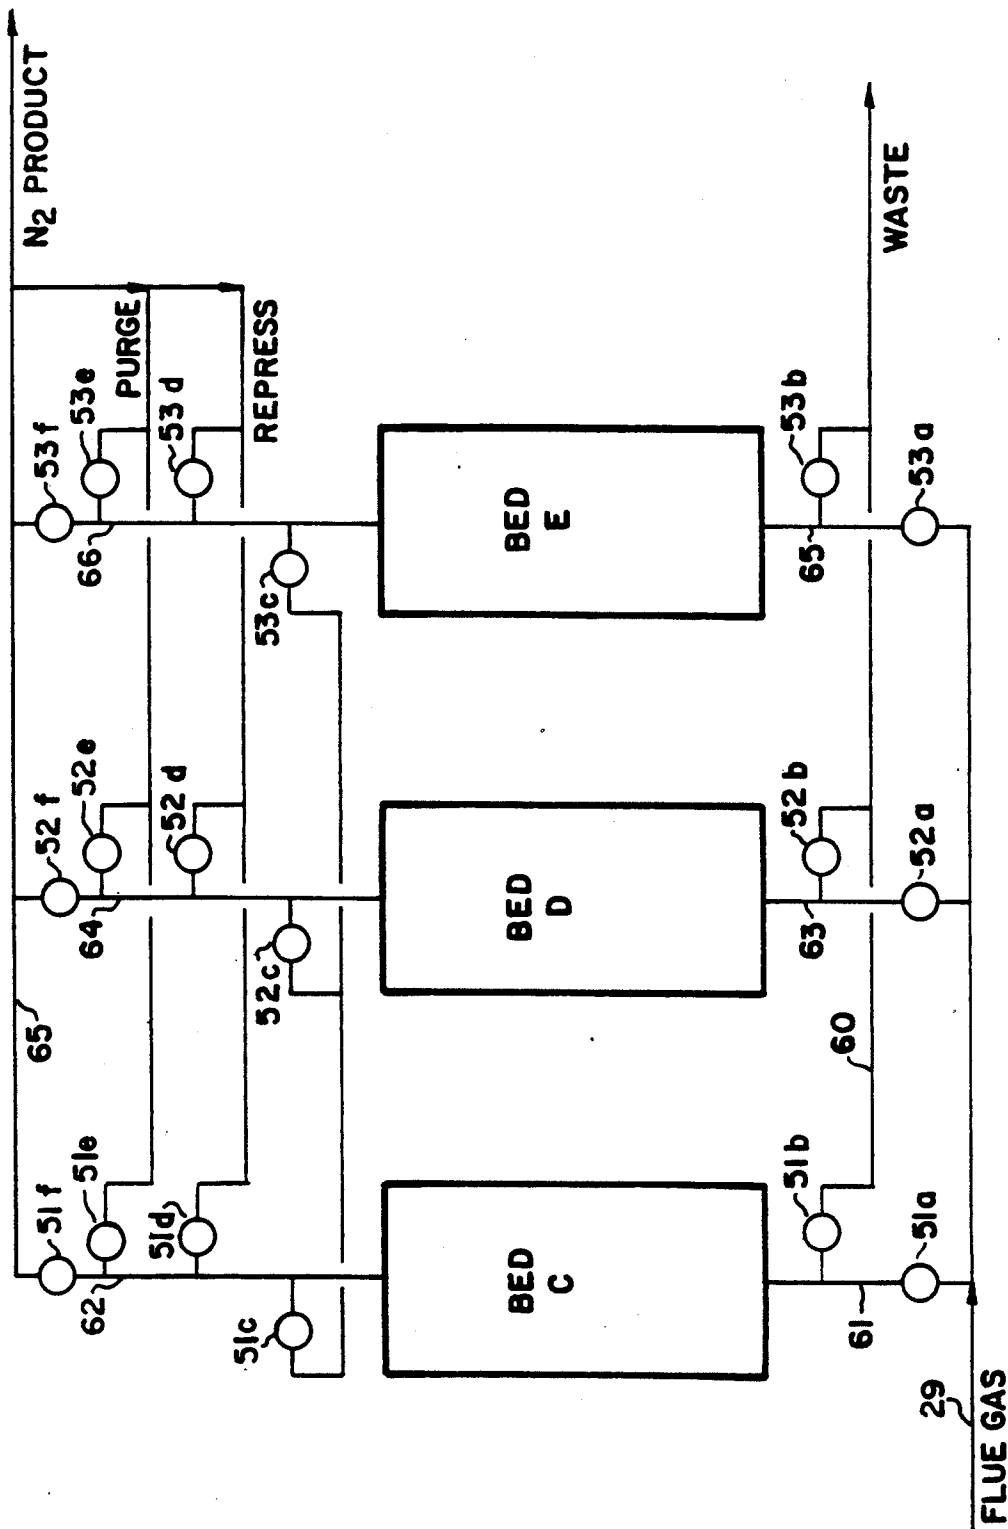 N2 PRODUCT
PURGE
REPRESS
65
51f
51e
51d
62
51c
52f
52e
52d
64
52c
53f
53e
53d
66
53c
BED C
BED D
BED E
51b
61
51a
60
52b
63
52a
53b
65
53a
WASTE
29
FLUE GAS